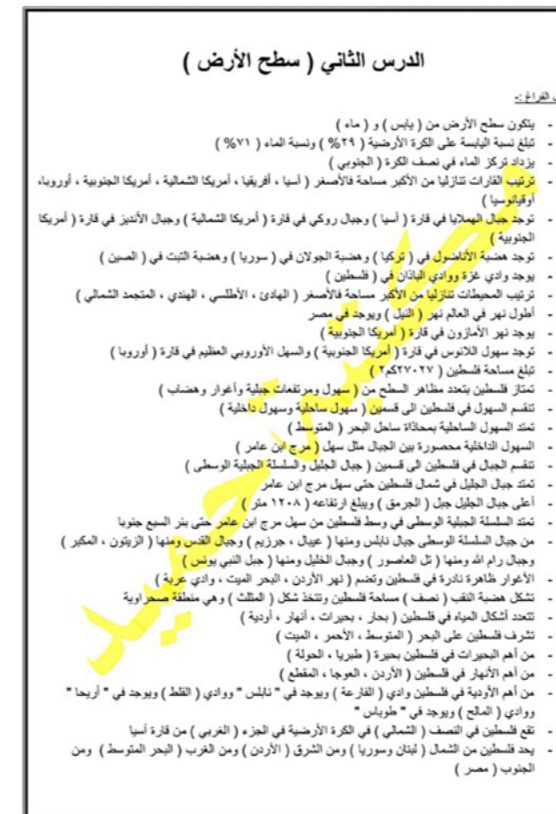 الدرس الثاني ( سطح الأرض )
الفراغ :-
- يتكون سطح الأرض من ( يابس ) و ( ماء )
- تبلغ نسبة اليابسة على الكرة الأرضية ( ٢٩% ) ونسبة الماء ( ٧١% )
- يزداد تركز الماء في نصف الكرة ( الجنوبي )
- ترتيب القارات تنازليا من الأكبر مساحة فالأصغر ( آسيا ، أفريقيا ، أمريكا الشمالية ، أمريكا الجنوبية ، أوروبا،
أوقيانوسيا )
- توجد جبال الهملايا في قارة ( آسيا ) وجبال روكي في قارة ( أمريكا الشمالية ) وجبال الأنديز في قارة ( أمريكا
الجنوبية )
- توجد هضبة الأناضول في ( تركيا ) وهضبة الجولان في ( سوريا ) وهضبة التبت في ( الصين )
- يوجد وادي غزة ووادي الباذان في ( فلسطين )
- ترتيب المحيطات تنازليا من الأكبر مساحة فالأصغر ( الهادئ ، الأطلسي ، الهندي ، المتجمد الشمالي )
- أطول نهر في العالم نهر ( النيل ) ويوجد في مصر
- يوجد نهر الأمازون في قارة ( أمريكا الجنوبية )
- توجد سهول اللانوس في قارة ( أمريكا الجنوبية ) والسهل الأوروبي العظيم في قارة ( أوروبا )
- تبلغ مساحة فلسطين ( ٢٧٠٢٧كم٢ )
- تمتاز فلسطين بتعدد مظاهر السطح من ( سهول ومرتفعات جبلية وأغوار وهضاب )
- تنقسم السهول في فلسطين الى قسمين ( سهول ساحلية وسهول داخلية )
- تمتد السهول الساحلية بمحاذاة ساحل البحر ( المتوسط )
- السهول الداخلية محصورة بين الجبال مثل سهل ( مرج ابن عامر )
- تنقسم الجبال في فلسطين الى قسمين ( جبال الجليل والسلسلة الجبلية الوسطى )
- تمتد جبال الجليل في شمال فلسطين حتى سهل مرج ابن عامر
- أعلى جبال الجليل جبل ( الجرمق ) ويبلغ ارتفاعه ( ١٢٠٨ متر )
- تمتد السلسلة الجبلية الوسطى في وسط فلسطين من سهل مرج ابن عامر حتى بئر السبع جنوبا
- من جبال السلسلة الوسطى جبال نابلس ومنها ( عيبال ، جرزيم ) وجبال القدس ومنها ( الزيتون ، المكبر )
وجبال رام الله ومنها ( تل العاصور ) وجبال الخليل ومنها ( جبل النبي يونس )
- الأغوار ظاهرة نادرة في فلسطين وتضم ( نهر الأردن ، البحر الميت ، وادي عربة )
- تشكل هضبة النقب ( نصف ) مساحة فلسطين وتتخذ شكل ( المثلث ) وهي منطقة صحراوية
- تتعدد أشكال المياه في فلسطين ( بحار ، بحيرات ، أنهار ، أودية )
- تشرف فلسطين على البحر ( المتوسط ، الأحمر ، الميت )
- من أهم البحيرات في فلسطين بحيرة ( طبريا ، الحولة )
- من أهم الأنهار في فلسطين ( الأردن ، العوجا ، المقطع )
- من أهم الأودية في فلسطين وادي ( الفارعة ) ويوجد في " نابلس " ووادي ( القلط ) ويوجد في " أريحا "
ووادي ( المالح ) ويوجد في " طوباس "
- تقع فلسطين في النصف ( الشمالي ) في الكرة الأرضية في الجزء ( الغربي ) من قارة آسيا
- يحد فلسطين من الشمال ( لبنان وسوريا ) ومن الشرق ( الأردن ) ومن الغرب ( البحر المتوسط ) ومن
الجنوب ( مصر )
مكتبة حميد